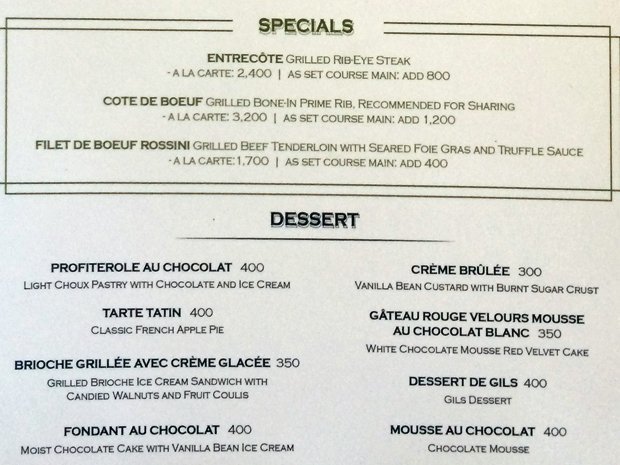 SPECIALS
ENTRECÔTE GRILLED RIB-EYE STEAK
- A LA CARTE: 2,400 | AS SET COURSE MAIN: ADD 800
COTE DE BOEUF GRILLED BONE-IN PRIME RIB, RECOMMENDED FOR SHARING
- A LA CARTE: 3,200 | AS SET COURSE MAIN: ADD 1,200
FILET DE BOEUF ROSSINI GRILLED BEEF TENDERLOIN WITH SEARED FOIE GRAS AND TRUFFLE SAUCE
- A LA CARTE:1,700 | AS SET COURSE MAIN: ADD 400
DESSERT
PROFITEROLE AU CHOCOLAT 400
LIGHT CHOUX PASTRY WITH CHOCOLATE AND ICE CREAM
TARTE TATIN 400
CLASSIC FRENCH APPLE PIE
BRIOCHE GRILLÉE AVEC CRÈME GLACÉE 350
GRILLED BRIOCHE ICE CREAM SANDWICH WITH
CANDIED WALNUTS AND FRUIT COULIS
FONDANT AU CHOCOLAT 400
MOIST CHOCOLATE CAKE WITH VANILLA BEAN ICE CREAM
CRÈME BRÛLÉE 300
VANILLA BEAN CUSTARD WITH BURNT SUGAR CRUST
GÂTEAU ROUGE VELOURS MOUSSE
AU CHOCOLAT BLANC 350
WHITE CHOCOLATE MOUSSE RED VELVET CAKE
DESSERT DE GILS 400
GILS DESSERT
MOUSSE AU CHOCOLAT 400
CHOCOLATE MOUSSE